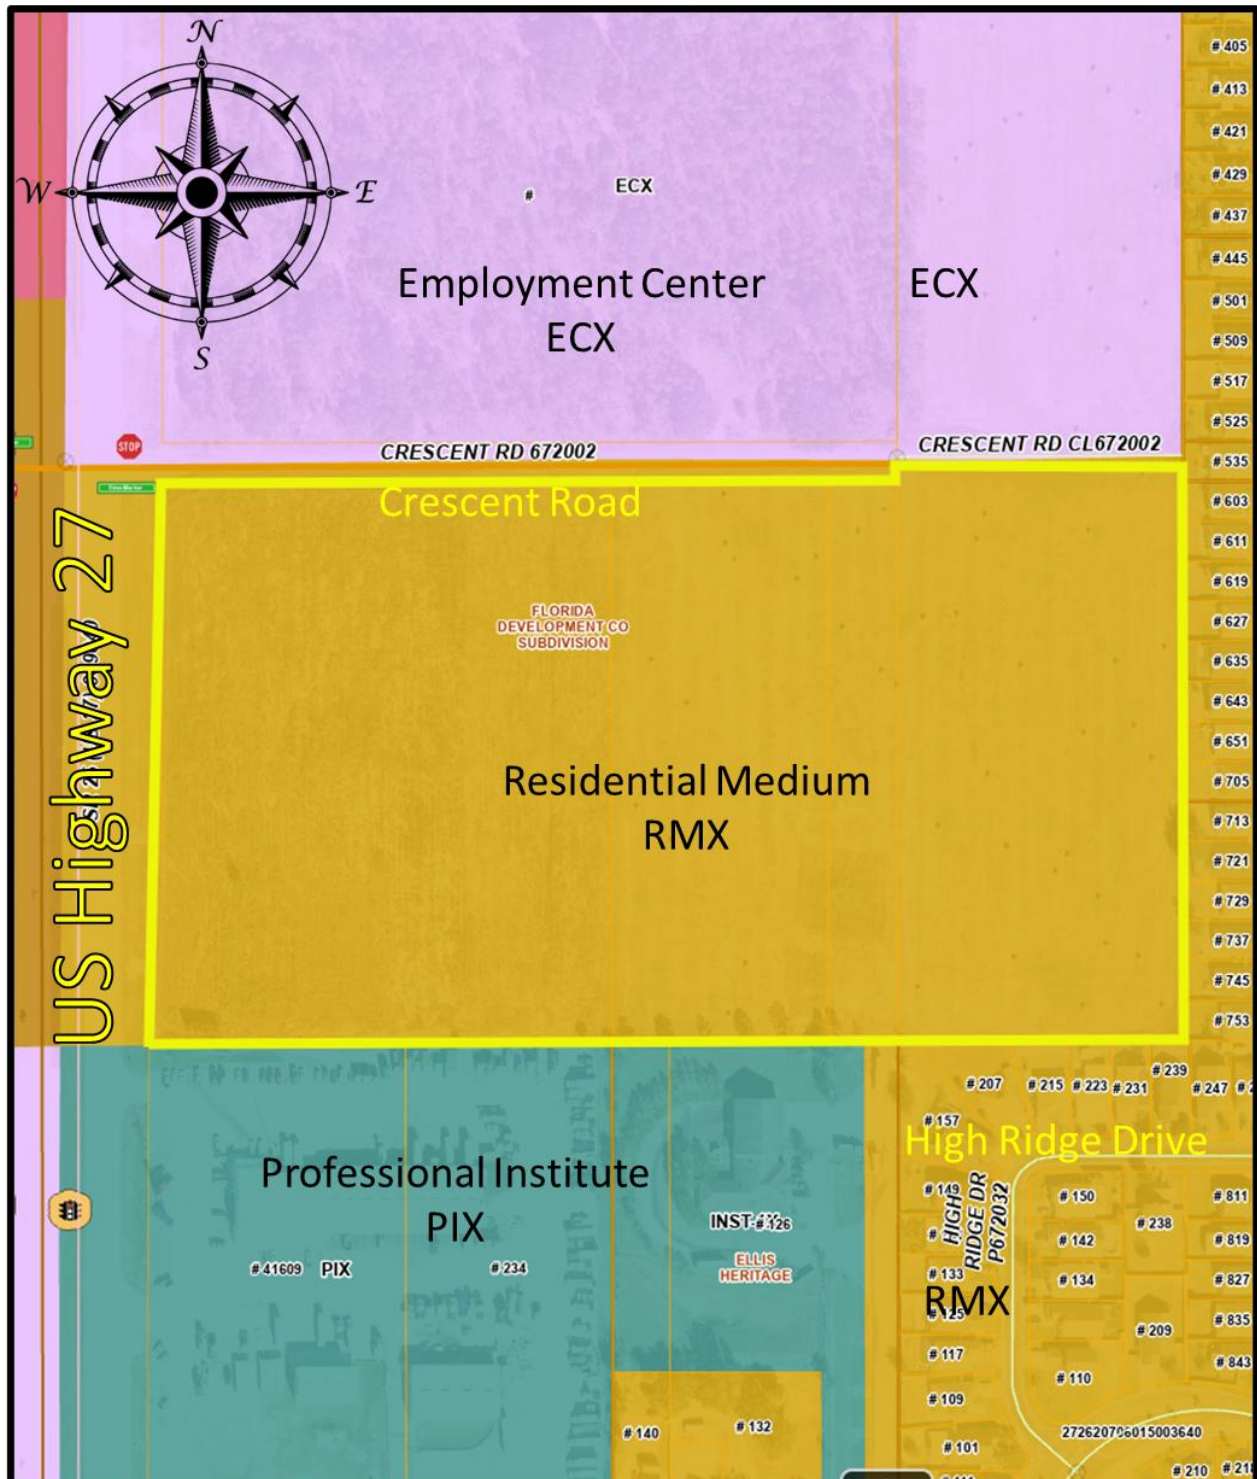 N
W
E
S
# ECX
Employment Center
ECX
ECX
CRESCENT RD 672002
CRESCENT RD CL672002
STOP
Crescent Road
US Highway 27
FLORIDA
DEVELOPMENT CO
SUBDIVISION
Residential Medium
RMX
# 405
# 413
# 421
# 429
# 437
# 445
# 501
# 509
# 517
# 525
# 535
# 603
# 611
# 619
# 627
# 635
# 643
# 651
# 705
# 713
# 721
# 729
# 737
# 745
# 753
# 207
# 215
# 223
# 231
# 239
# 247
# 157
High Ridge Drive
Professional Institute
PIX
# 41609 PIX
# 234
# 126
ELLIS
HERITAGE
# 149
HIGH
RIDGE DR
P672032
# 150
# 811
# 238
# 142
# 819
# 133
# 134
# 827
RMX
# 125
# 209
# 835
# 117
# 843
# 110
# 109
# 140
# 132
272620706015003640
# 101
# 210